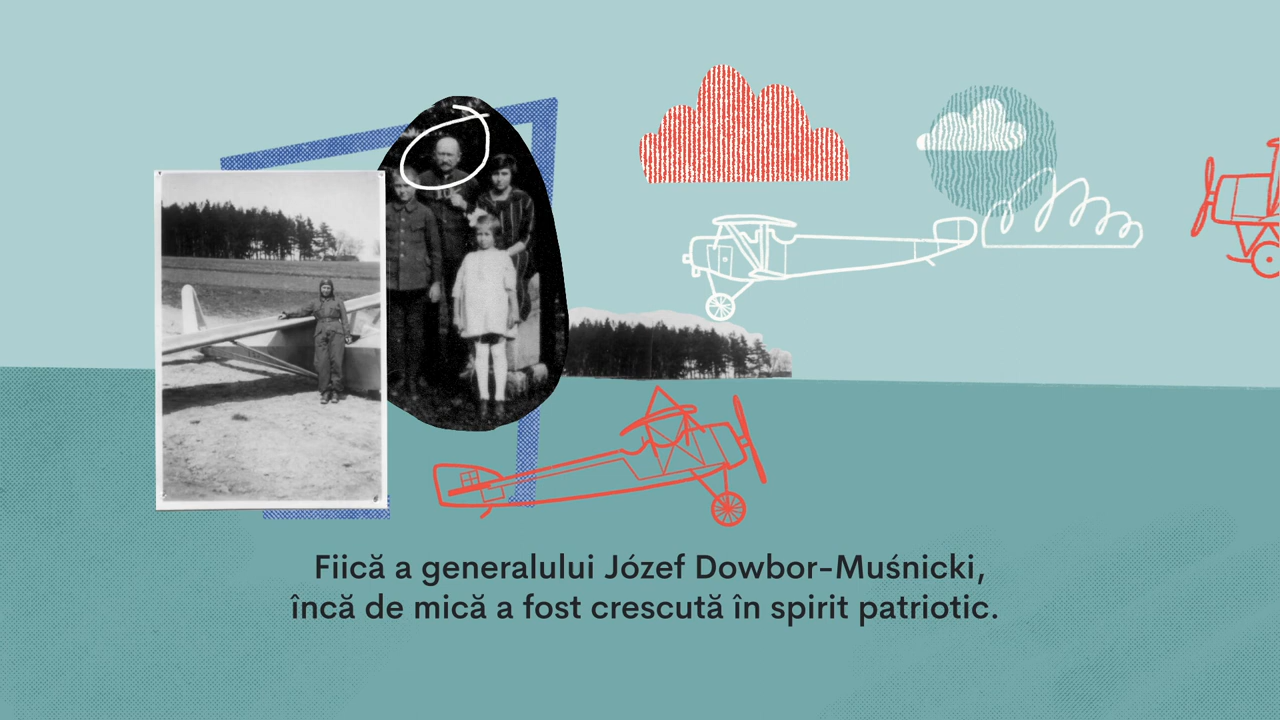 Fiică a generalului Józef Dowbor-Muśnicki,
încă de mică a fost crescută în spirit patriotic.